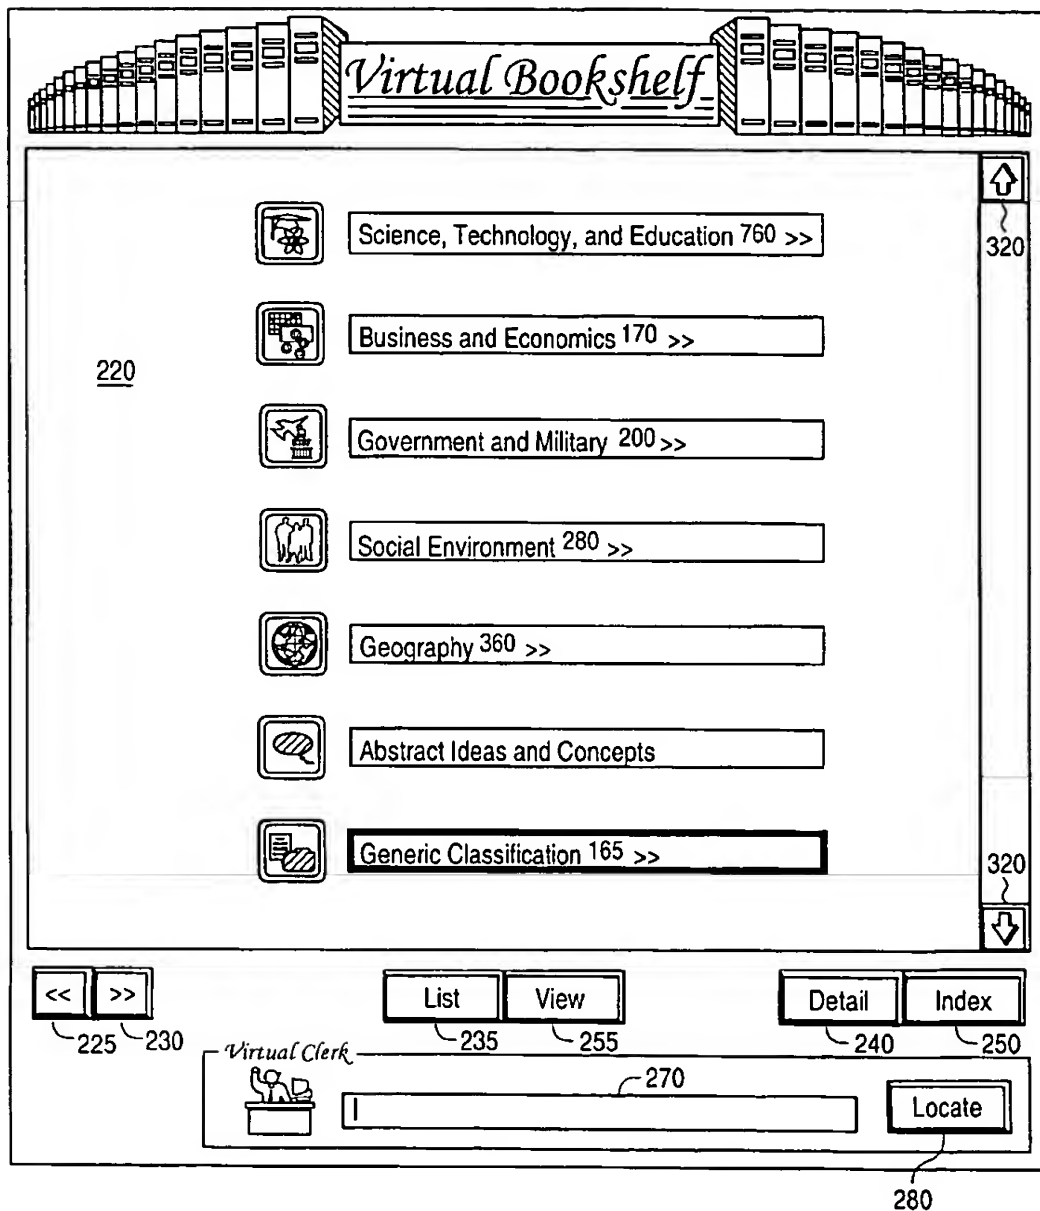 Virtual Bookshelf
320
Science, Technology, and Education 760 >>
Business and Economics 170 >>
220
Government and Military 200 >>
Social Environment 280 >>
Geography 360 >>
Abstract Ideas and Concepts
Generic Classification 165 >>
320
<< >> List View Detail Index
225 230 235 255 240 250
Virtual Clerk
270
Locate
280